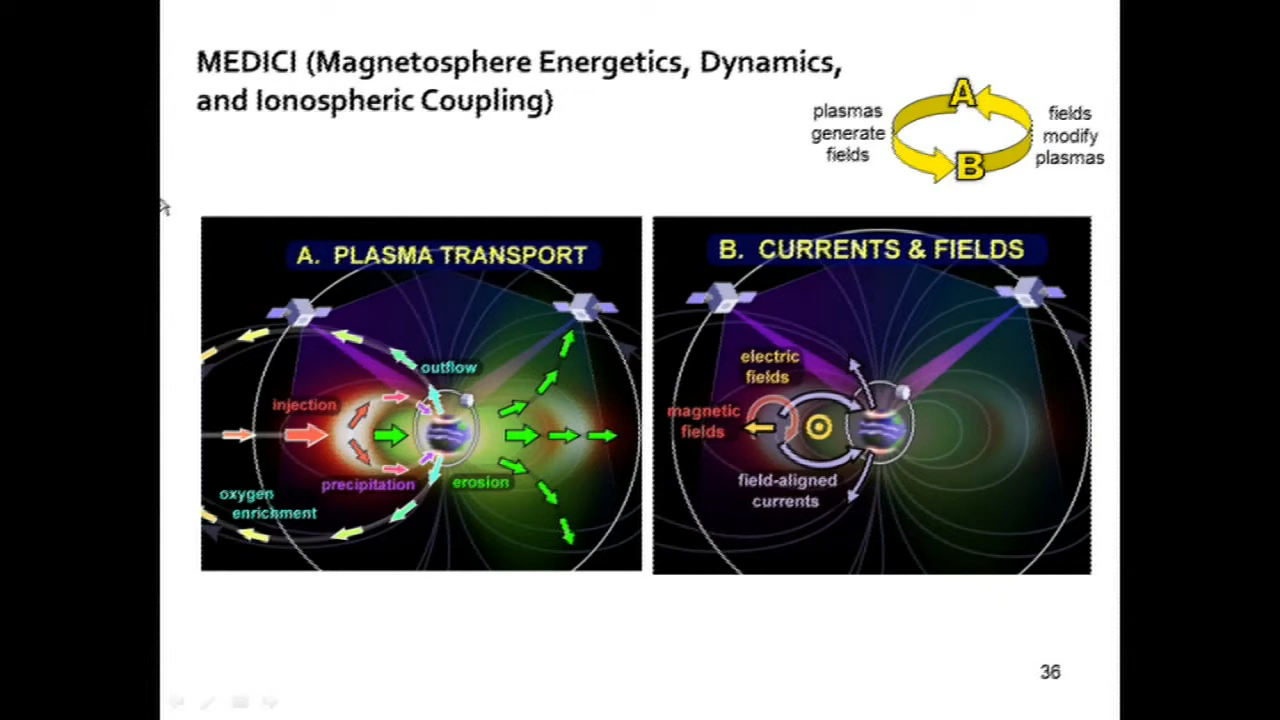 MEDICI (Magnetosphere Energetics, Dynamics,
and Ionospheric Coupling)
A
plasmas
generate
fields
fields
modify
plasmas
B
A. PLASMA TRANSPORT
outflow
injection
precipitation
erosion
oxygen
enrichment
B. CURRENTS & FIELDS
electric
fields
magnetic
fields
field-aligned
currents
36